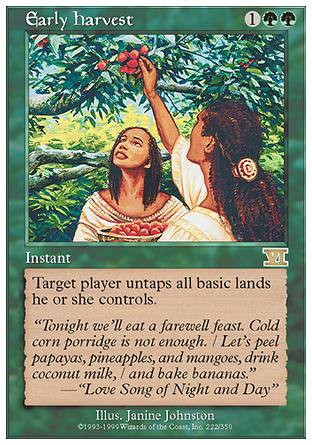 Early Harvest 1
Instant VI
Target player untaps all basic lands
he or she controls.
“Tonight we’ll eat a farewell feast. Cold
corn porridge is not enough. / Let’s peel
papayas, pineapples, and mangoes, drink
coconut milk, / and bake bananas.”
—“Love Song of Night and Day”
Illus. Janine Johnston
©1993-1999 Wizards of the Coast, Inc. 222/350